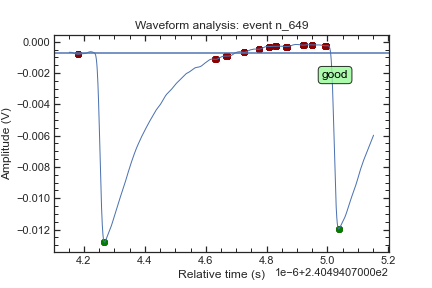 Waveform analysis: event n_649
Amplitude (V)
0.000
−0.002
−0.004
−0.006
−0.008
−0.010
−0.012
good
4.2
4.4
4.6
4.8
5.0
5.2
1e−6+2.4049407000e2
Relative time (s)